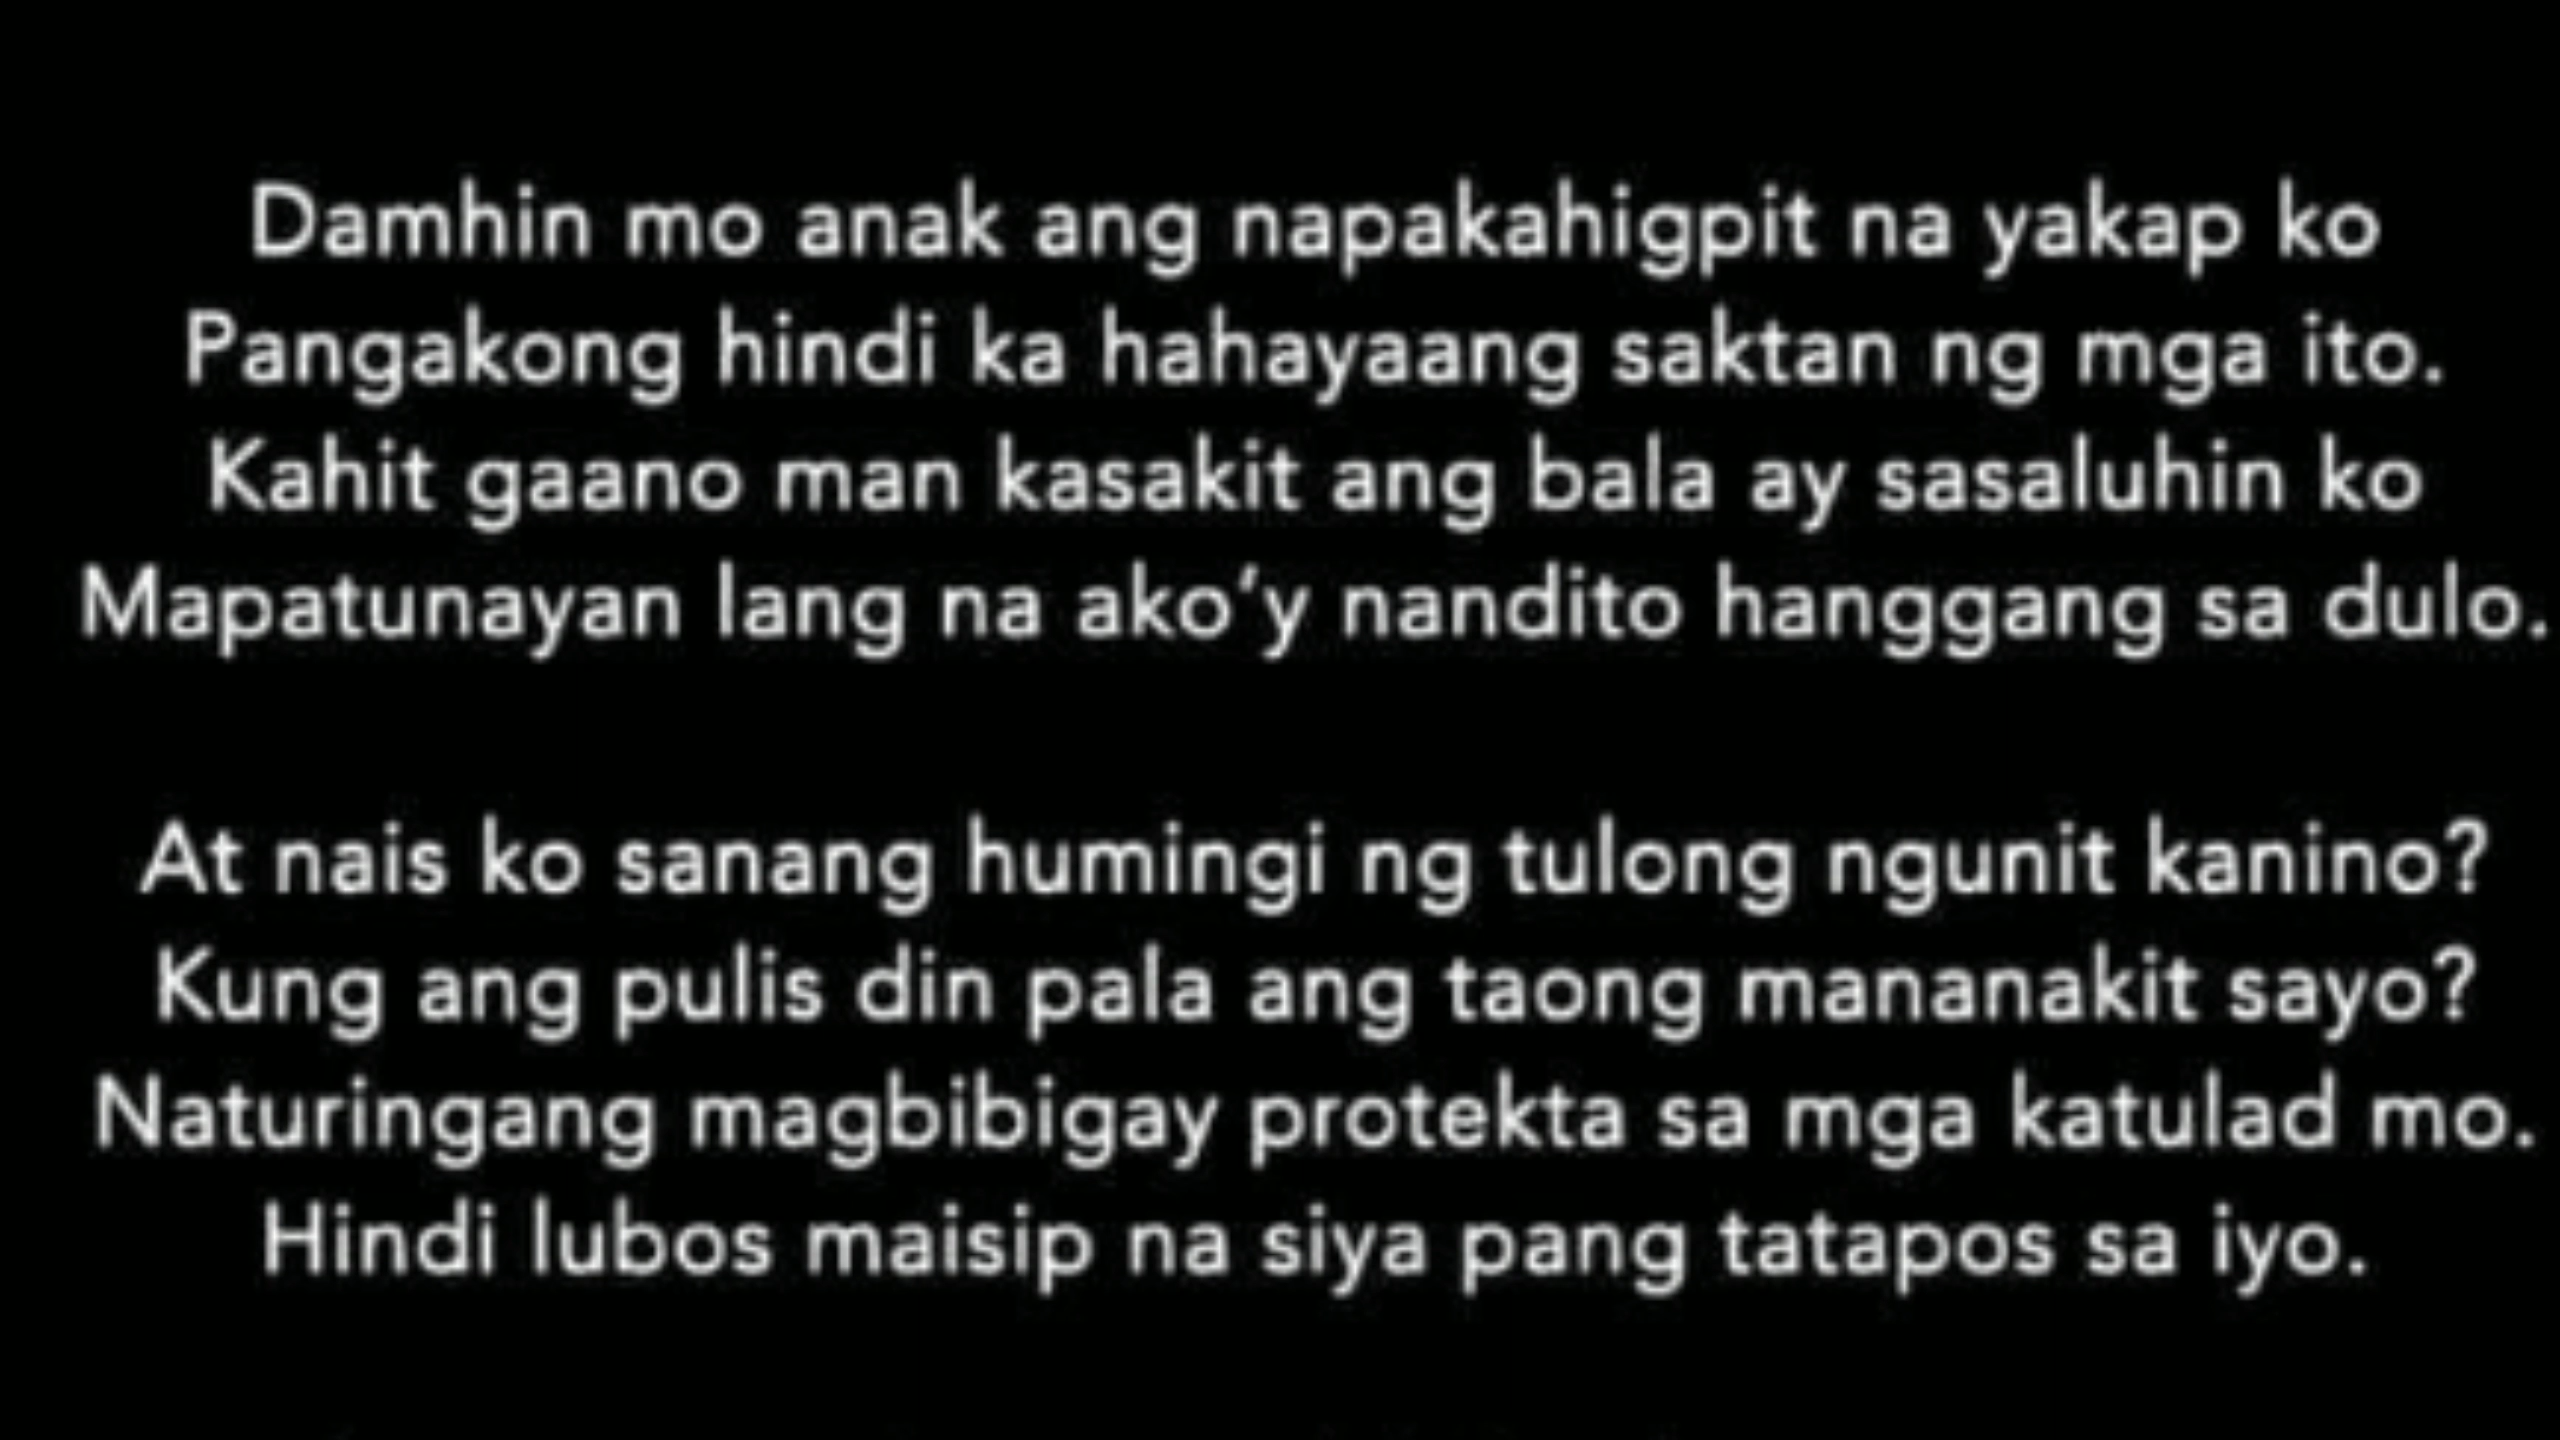 Damhin mo anak ang napakahigpit na yakap ko
Pangakong hindi ka hahayaang saktan ng mga ito.
Kahit gaano man kasakit ang bala ay sasaluhin ko
Mapatunayan lang na ako‘y nandito hanggang sa dulo.

At nais ko sanang humingi ng tulong ngunit kanino?
Kung ang pulis din pala ang taong mananakit sayo?
Naturingang magbibigay protekta sa mga katulad mo.
Hindi lubos maisip na siya pang tatapos sa iyo.